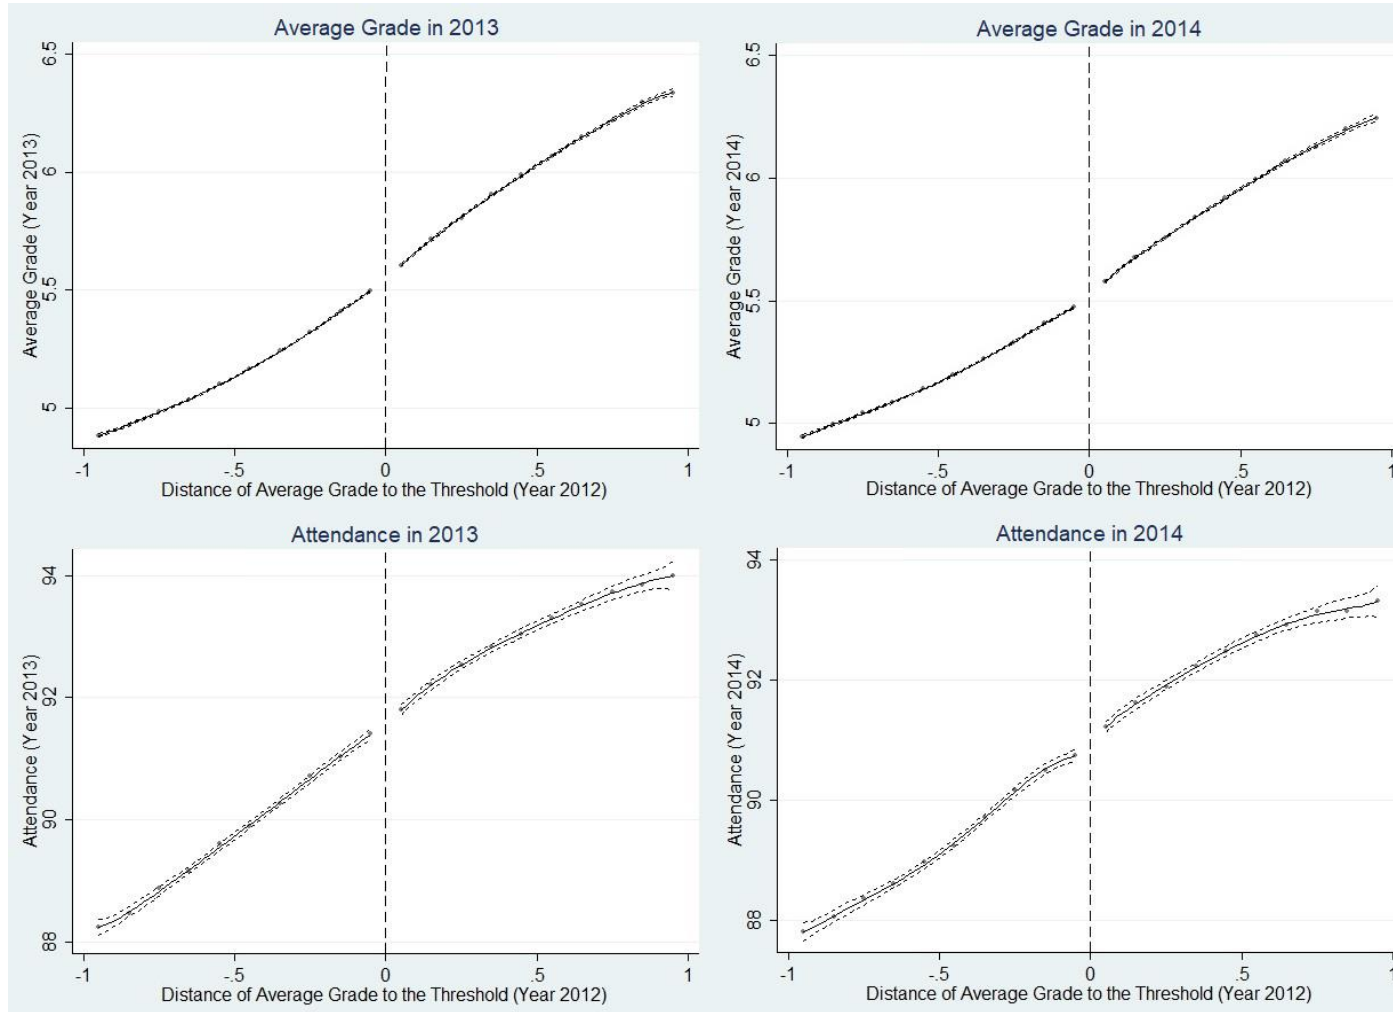 Average Grade in 2013
Average Grade (Year 2013)
6.5
6
5.5
5
-1 -.5 0 .5 1
Distance of Average Grade to the Threshold (Year 2012)
Average Grade in 2014
Average Grade (Year 2014)
6.5
6
5.5
5
-1 -.5 0 .5 1
Distance of Average Grade to the Threshold (Year 2012)
Attendance in 2013
Attendance (Year 2013)
94
92
90
88
-1 -.5 0 .5 1
Distance of Average Grade to the Threshold (Year 2012)
Attendance in 2014
Attendance (Year 2014)
94
92
90
88
-1 -.5 0 .5 1
Distance of Average Grade to the Threshold (Year 2012)